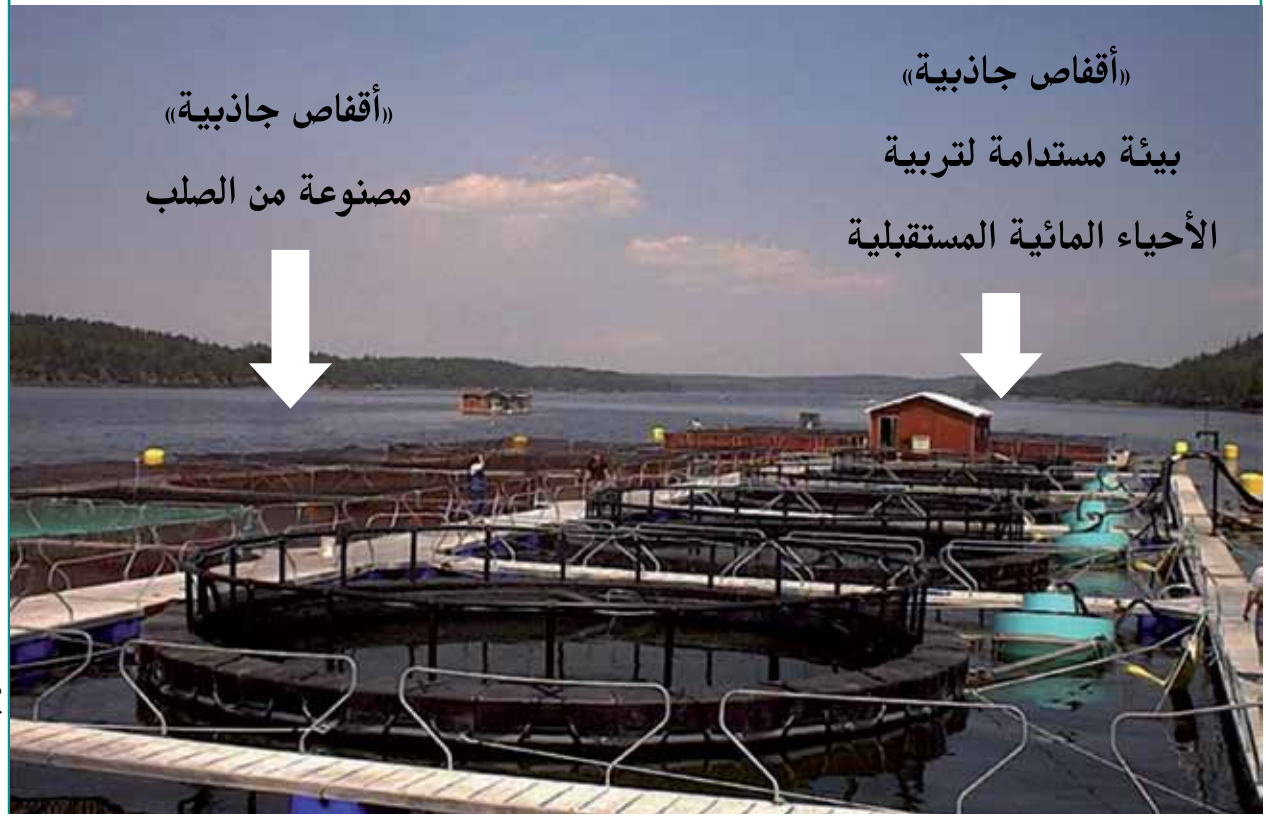 «أقفاص جاذبية»
بيئة مستدامة لتربية
الأحياء المائية المستقبلية
«أقفاص جاذبية»
مصنوعة من الصلب